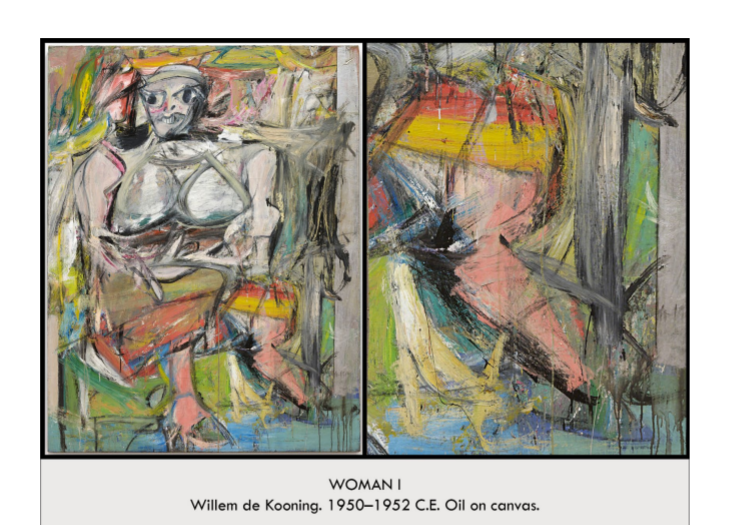 WOMAN I
Willem de Kooning. 1950–1952 C.E. Oil on canvas.